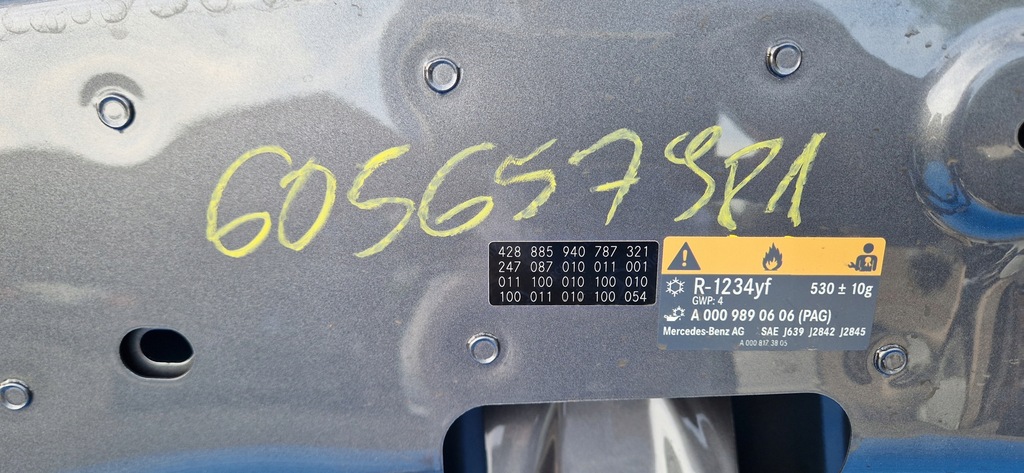 6056579P1
428 885 940 787 321
247 087 010 011 001
011 100 010 100 010
100 011 010 100 054
R-1234yf 530 ± 10g
GWP: 4
A 000 989 06 06 (PAG)
Mercedes-Benz AG SAE J639 J2842 J2845
A 000 817 38 05